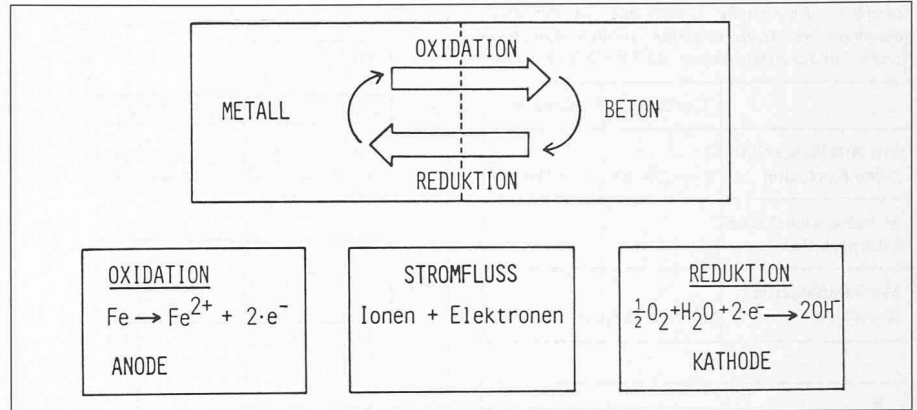 OXIDATION
METALL
BETON
REDUKTION
OXIDATION
Fe → Fe²⁺ + 2·e⁻
ANODE
STROMFLUSS
Ionen + Elektronen
REDUKTION
½O₂+H₂O+2·e⁻→2OH⁻
KATHODE